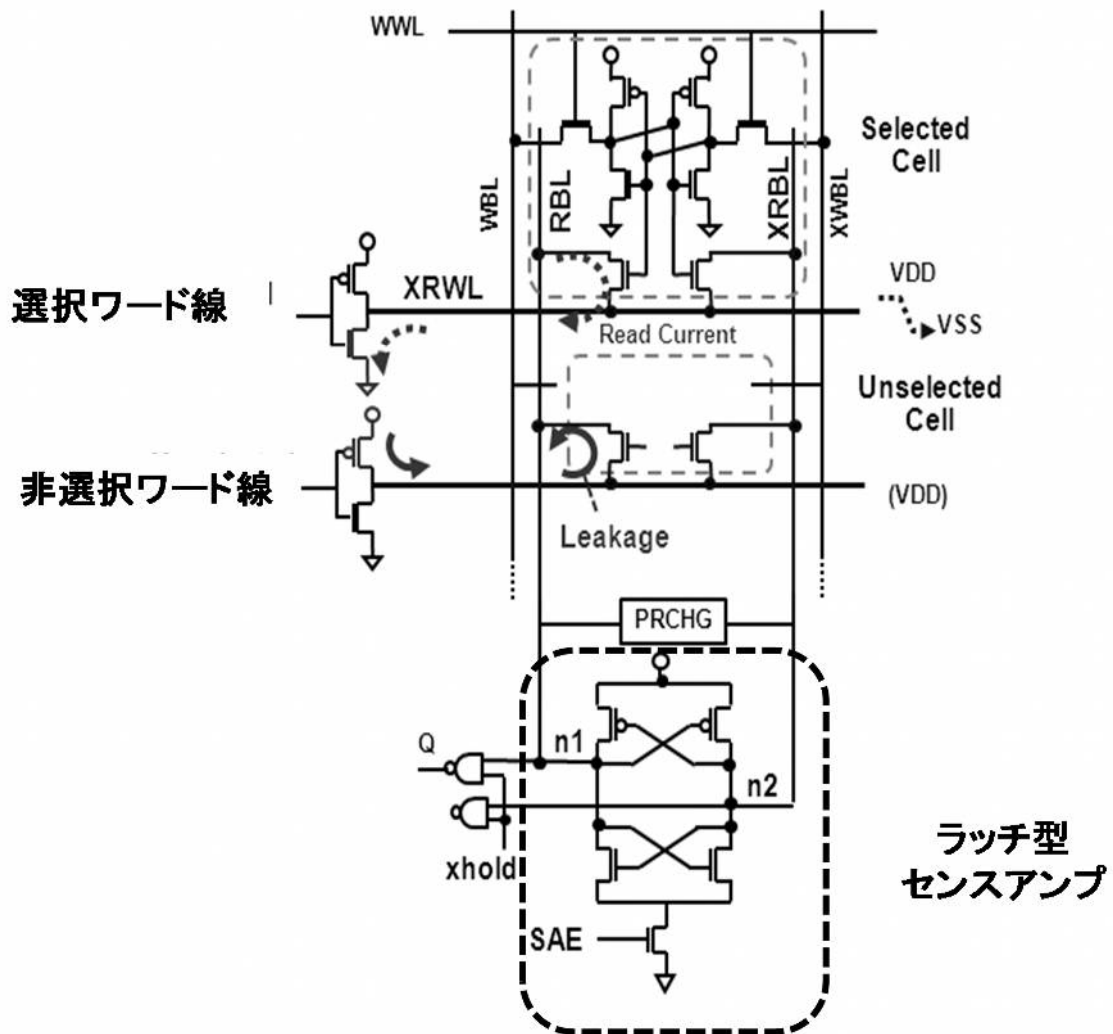 WWL
Selected
Cell
WBL
RBL
XRBL
XWBL
選択ワード線
XRWL
VDD
VSS
Read Current
Unselected
Cell
非選択ワード線
(VDD)
Leakage
PRCHG
Q
n1
n2
xhold
ラッチ型
センスアンプ
SAE